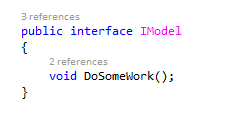 3 references
public interface IModel
{
2 references
void DoSomeWork();
}